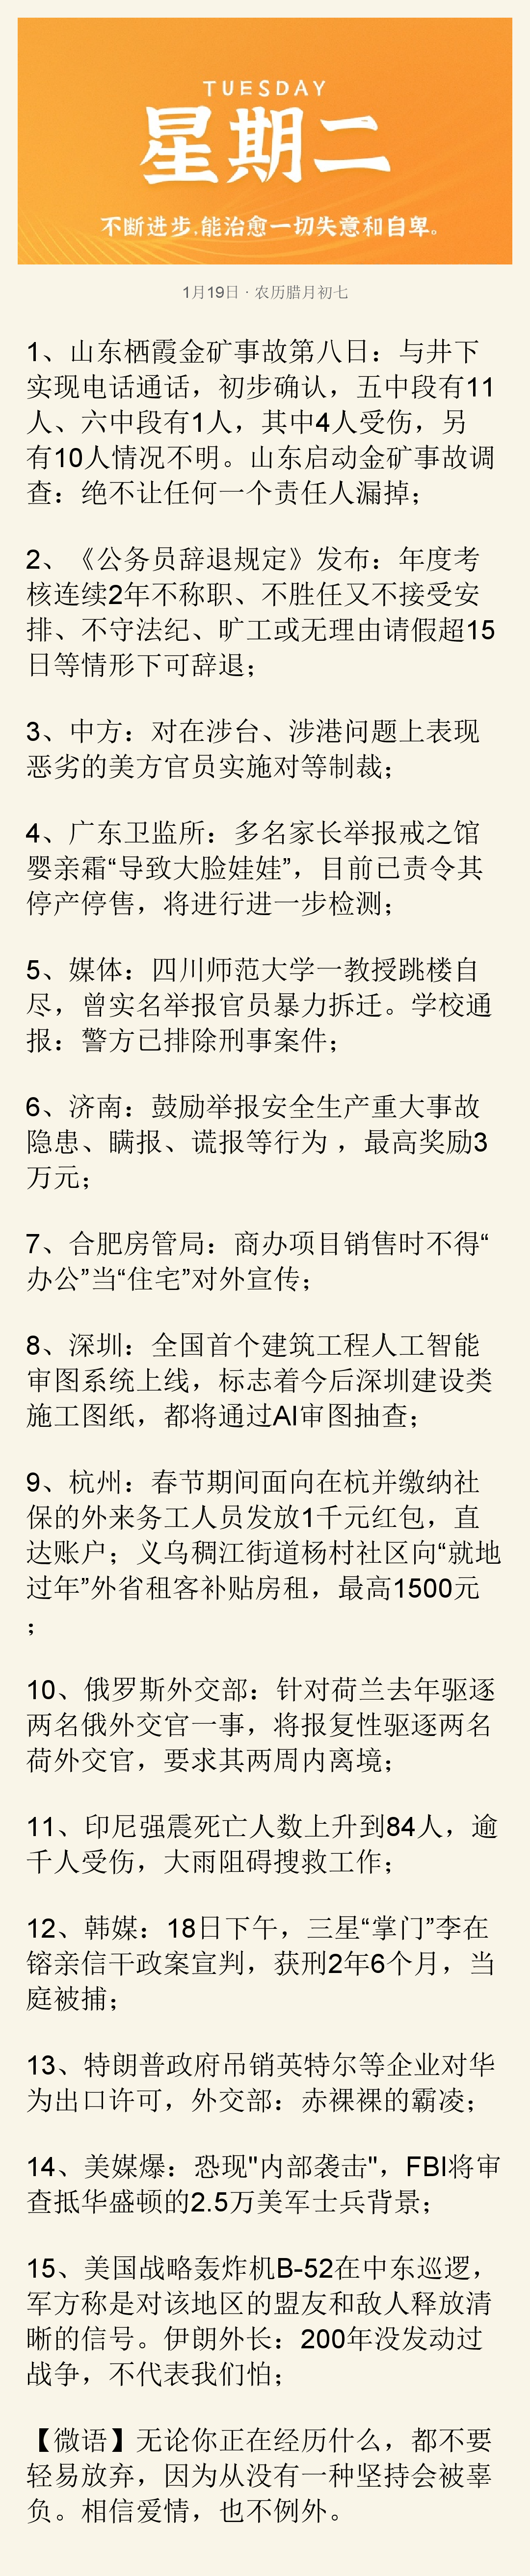 TUESDAY
星期二
不断进步,能治愈一切失意和自卑。
1月19日 · 农历腊月初七
1、山东栖霞金矿事故第八日：与井下
实现电话通话，初步确认，五中段有11
人、六中段有1人，其中4人受伤，另
有10人情况不明。山东启动金矿事故调
查：绝不让任何一个责任人漏掉；
2、《公务员辞退规定》发布：年度考
核连续2年不称职、不胜任又不接受安
排、不守法纪、旷工或无理由请假超15
日等情形下可辞退；
3、中方：对在涉台、涉港问题上表现
恶劣的美方官员实施对等制裁；
4、广东卫监所：多名家长举报戒之馆
婴亲霜“导致大脸娃娃”，目前已责令其
停产停售，将进行进一步检测；
5、媒体：四川师范大学一教授跳楼自
尽，曾实名举报官员暴力拆迁。学校通
报：警方已排除刑事案件；
6、济南：鼓励举报安全生产重大事故
隐患、瞒报、谎报等行为 ，最高奖励3
万元；
7、合肥房管局：商办项目销售时不得“
办公”当“住宅”对外宣传；
8、深圳：全国首个建筑工程人工智能
审图系统上线，标志着今后深圳建设类
施工图纸，都将通过AI审图抽查；
9、杭州：春节期间面向在杭并缴纳社
保的外来务工人员发放1千元红包，直
达账户；义乌稠江街道杨村社区向“就地
过年”外省租客补贴房租，最高1500元
；
10、俄罗斯外交部：针对荷兰去年驱逐
两名俄外交官一事，将报复性驱逐两名
荷外交官，要求其两周内离境；
11、印尼强震死亡人数上升到84人，逾
千人受伤，大雨阻碍搜救工作；
12、韩媒：18日下午，三星“掌门”李在
镕亲信干政案宣判，获刑2年6个月，当
庭被捕；
13、特朗普政府吊销英特尔等企业对华
为出口许可，外交部：赤裸裸的霸凌；
14、美媒爆：恐现"内部袭击"，FBI将审
查抵华盛顿的2.5万美军士兵背景；
15、美国战略轰炸机B-52在中东巡逻，
军方称是对该地区的盟友和敌人释放清
晰的信号。伊朗外长：200年没发动过
战争，不代表我们怕；
【微语】无论你正在经历什么，都不要
轻易放弃，因为从没有一种坚持会被辜
负。相信爱情，也不例外。